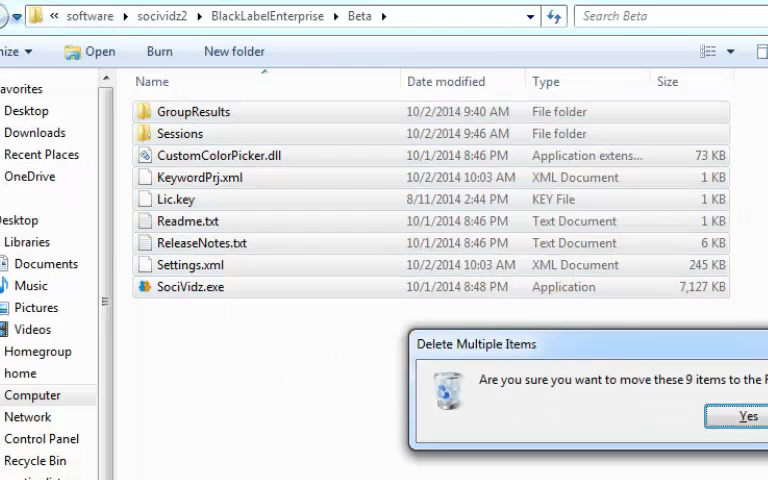 « software ▸ socividz2 ▸ BlackLabelEnterprise ▸ Beta ▸ Search Beta
Open Burn New folder
Name Date modified Type Size
GroupResults 10/2/2014 9:40 AM File folder
Sessions 10/2/2014 9:46 AM File folder
CustomColorPicker.dll 10/1/2014 8:46 PM Application extens... 73 KB
KeywordPrj.xml 10/2/2014 10:03 AM XML Document 1 KB
Lic.key 8/11/2014 2:44 PM KEY File 1 KB
Readme.txt 10/1/2014 8:46 PM Text Document 1 KB
ReleaseNotes.txt 10/1/2014 8:46 PM Text Document 6 KB
Settings.xml 10/2/2014 10:03 AM XML Document 245 KB
SociVidz.exe 10/1/2014 8:48 PM Application 7,127 KB
avorites
Desktop
Downloads
Recent Places
OneDrive
esktop
Libraries
Documents
Music
Pictures
Videos
Homegroup
home
Computer
Network
Control Panel
Recycle Bin
Delete Multiple Items
Are you sure you want to move these 9 items to the
Yes